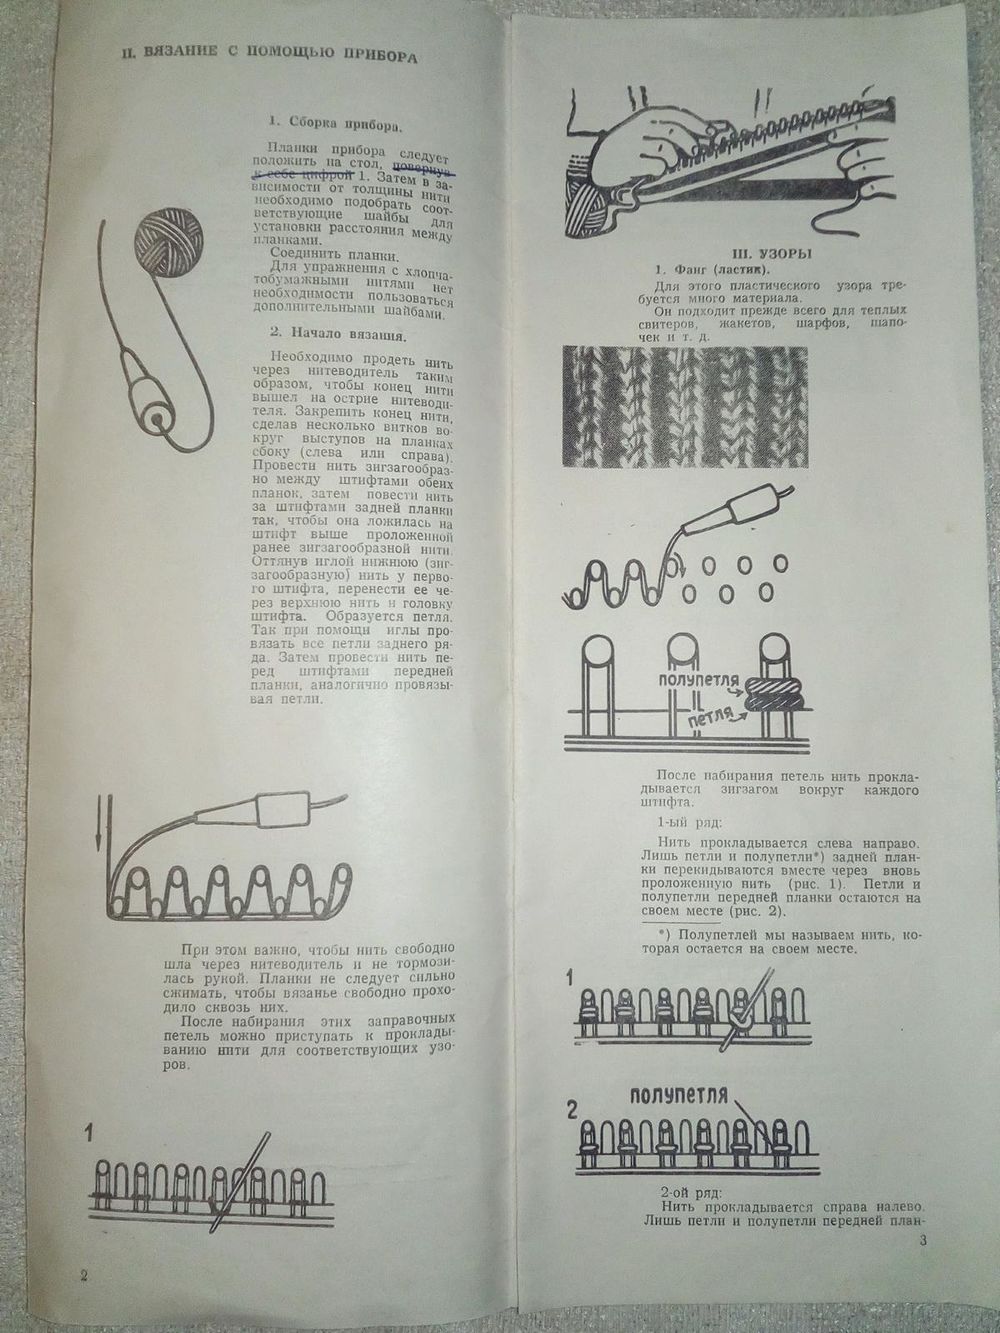 II. ВЯЗАНИЕ С ПОМОЩЬЮ ПРИБОРА
1. Сборка прибора.
Планки прибора следует
положить на стол, повернув
к себе цифрой 1. Затем в за-
висимости от толщины нити
необходимо подобрать соот-
ветствующие шайбы для
установки расстояния между
планками.
Соединить планки.
Для упражнения с хлопча-
тобумажными нитями нет
необходимости пользоваться
дополнительными шайбами.
2. Начало вязания.
Необходимо продеть нить
через нитеводитель таким
образом, чтобы конец нити
вышел на острие нитеводи-
теля. Закрепить конец нити,
сделав несколько витков во-
круг выступов на планках
сбоку (слева или справа).
Провести нить зигзагообраз-
но между штифтами обеих
планок, затем повести нить
за штифтами задней планки
так, чтобы она ложилась на
штифт выше проложенной
ранее зигзагообразной нити.
Оттянув иглой нижнюю (зиг-
загообразную) нить у перво-
го штифта, перенести ее че-
рез верхнюю нить и головку
штифта. Образуется петля.
Так при помощи иглы про-
вязать все петли заднего ря-
да. Затем провести нить пе-
ред штифтами передней
планки, аналогично провязы-
вая петли.
При этом важно, чтобы нить свободно
шла через нитеводитель и не тормози-
лась рукой. Планки не следует сильно
сжимать, чтобы вязанье свободно прохо-
дило сквозь них.
После набирания этих заправочных
петель можно приступать к проклады-
ванию нити для соответствующих узо-
ров.
1
2
III. УЗОРЫ
1. Фанг (ластик).
Для этого пластического узора тре-
буется много материала.
Он подходит прежде всего для теплых
свитеров, жакетов, шарфов, шапо-
чек и т. д.
полупетля
петля
После набирания петель нить прокла-
дывается зигзагом вокруг каждого
штифта.
1-ый ряд:
Нить прокладывается слева направо.
Лишь петли и полупетли*) задней план-
ки перекидываются вместе через вновь
проложенную нить (рис. 1). Петли и
полупетли передней планки остаются на
своем месте (рис. 2).
*) Полупетлей мы называем нить, ко-
торая остается на своем месте.
1
ПОЛУПЕТЛЯ
2
2-ой ряд:
Нить прокладывается справа налево.
Лишь петли и полупетли передней план-
3